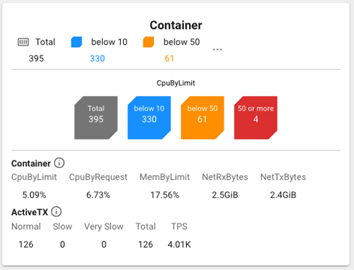 Container
Total below 10 below 50 ...
395 330 61
CpuByLimit
Total below 10 below 50 50 or more
395 330 61 4
Container
CpuByLimit CpuByRequest MemByLimit NetRxBytes NetTxBytes
5.09% 6.73% 17.56% 2.5GiB 2.4GiB
ActiveTX
Normal Slow Very Slow Total TPS
126 0 0 126 4.01K